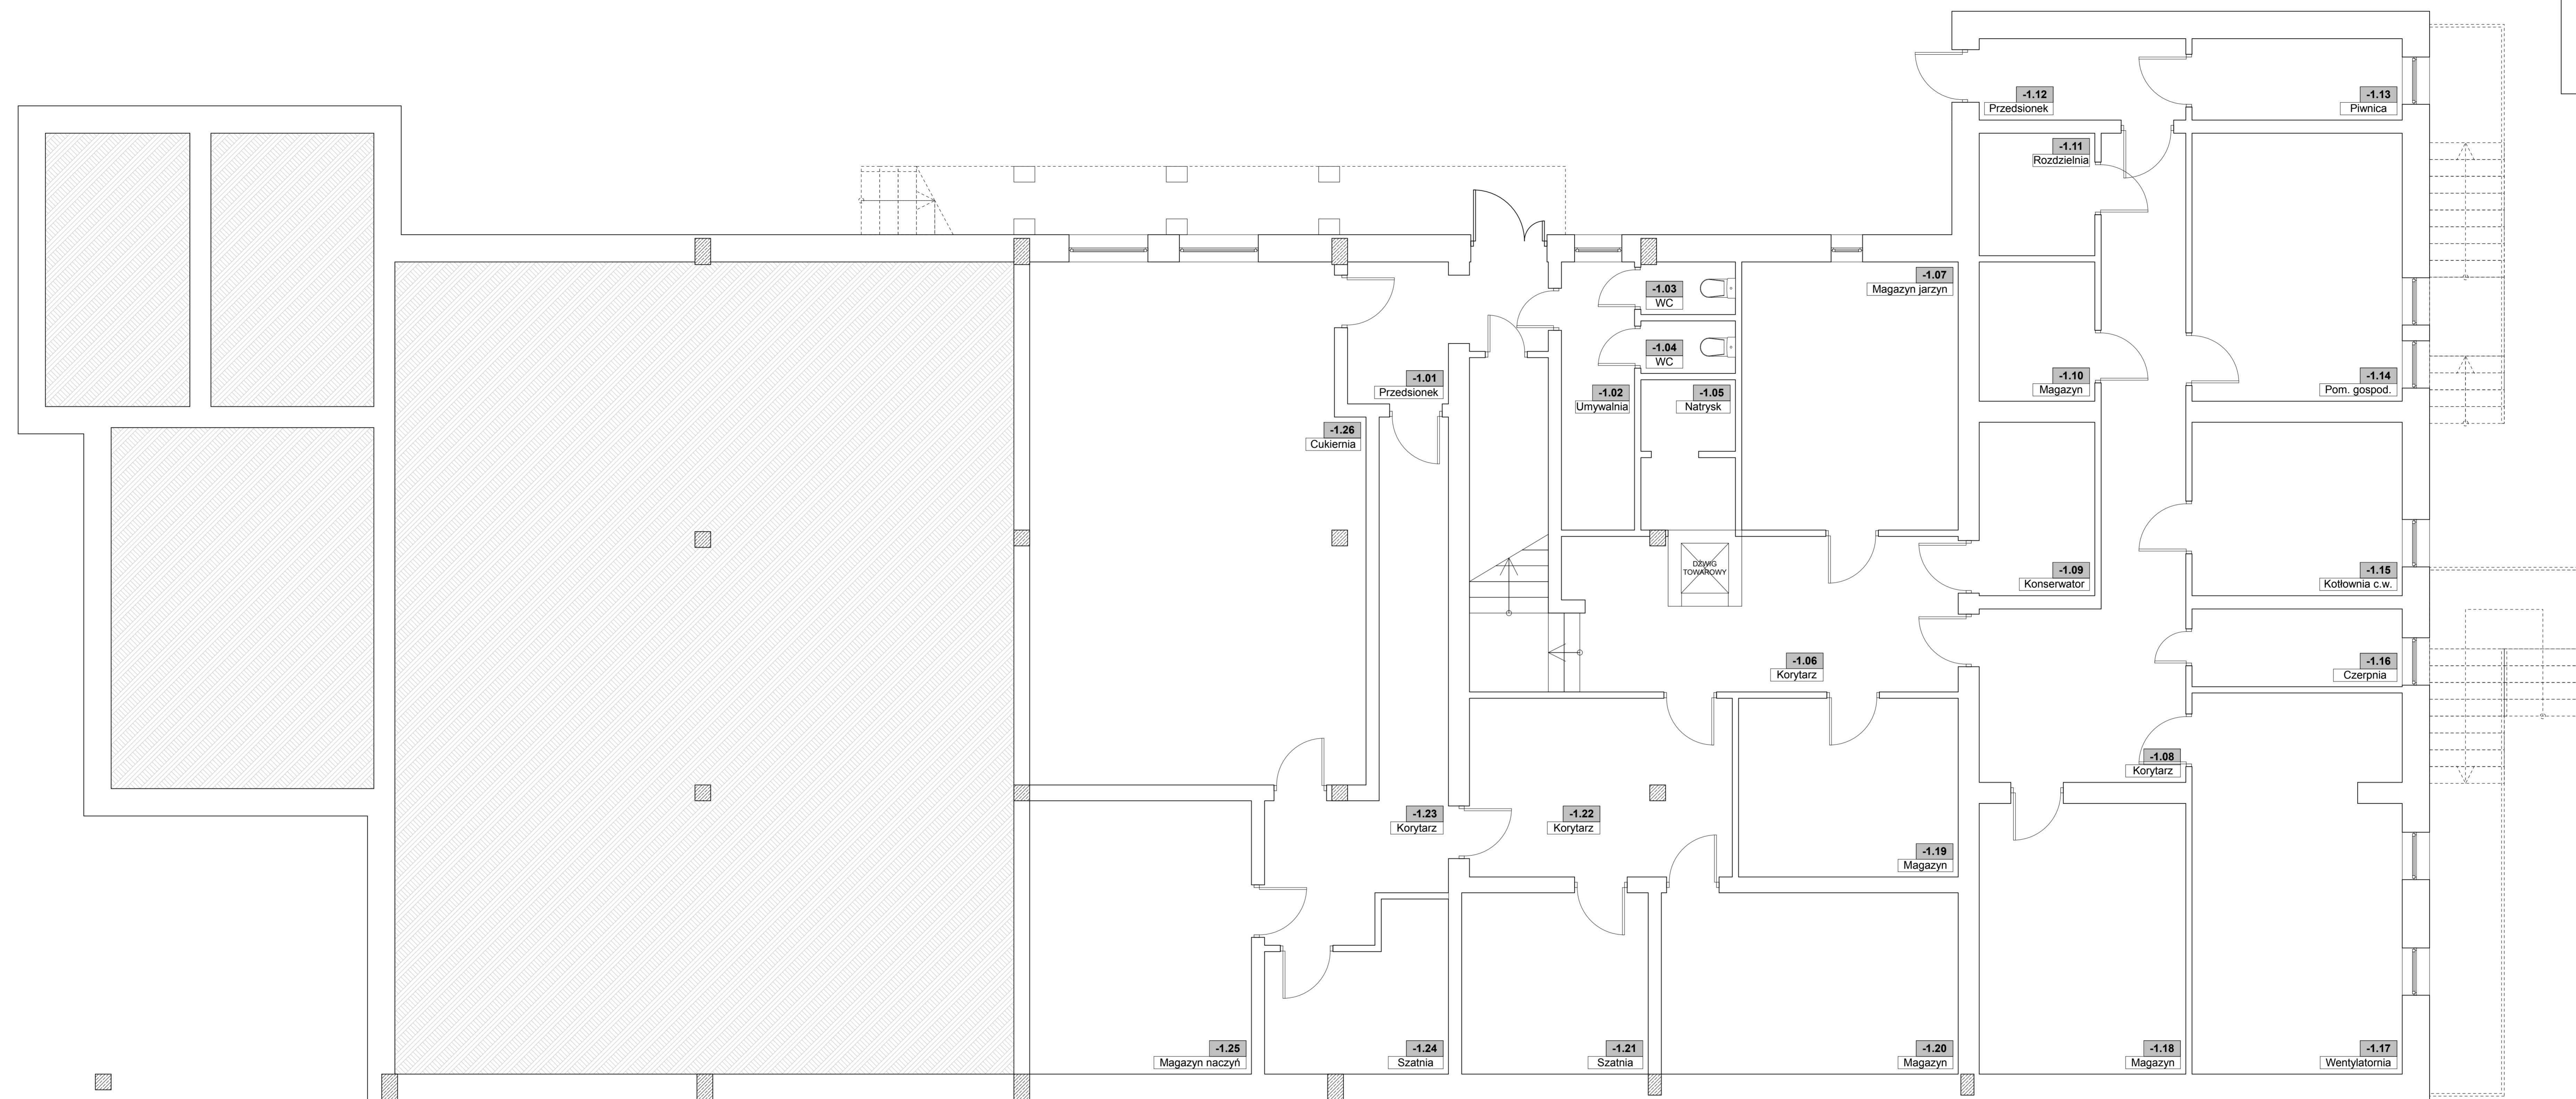 -1.12
Przedsionek
-1.13
Piwnica
-1.11
Rozdzielnia
-1.03
WC
-1.07
Magazyn jarzyn
-1.04
WC
-1.01
Przedsionek
-1.02
Umywalnia
-1.05
Natrysk
-1.10
Magazyn
-1.14
Pom. gospod.
-1.26
Cukiernia
DŹWIG
TOWAROWY
-1.09
Konserwator
-1.15
Kotłownia c.w.
-1.06
Korytarz
-1.16
Czerpnia
-1.08
Korytarz
-1.23
Korytarz
-1.22
Korytarz
-1.19
Magazyn
-1.25
Magazyn naczyń
-1.24
Szatnia
-1.21
Szatnia
-1.20
Magazyn
-1.18
Magazyn
-1.17
Wentylatornia